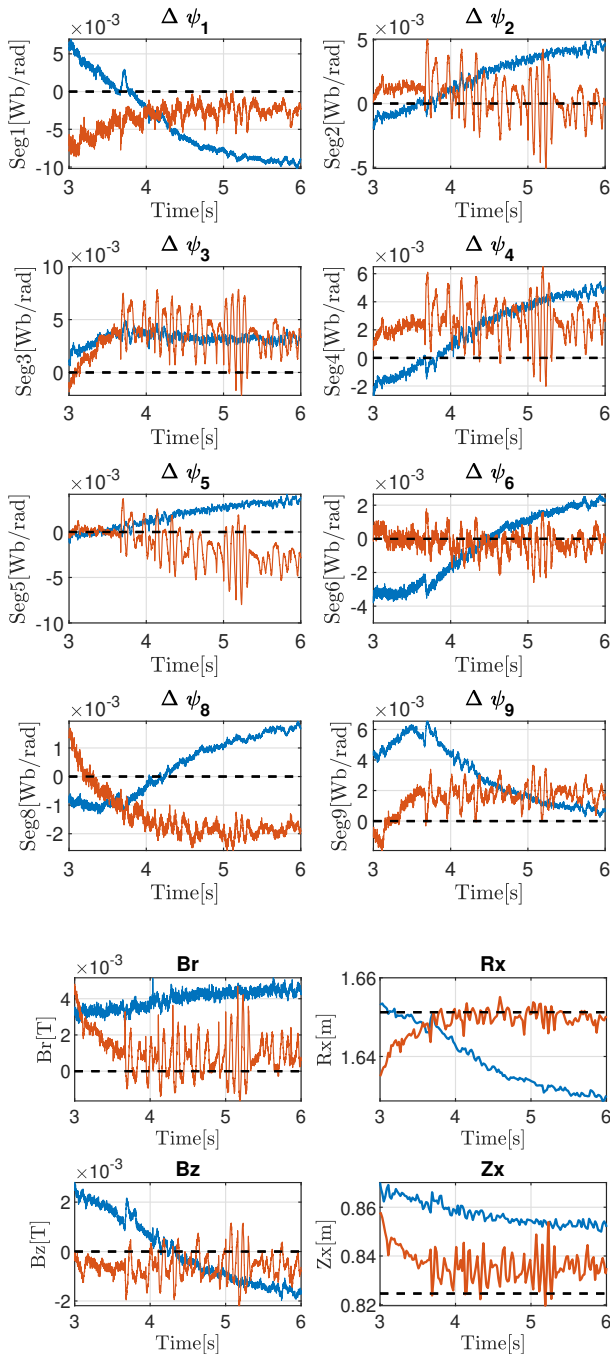 Δ ψ1
×10-3
5
0
-5
-10
Seg1[Wb/rad]
3 4 5 6
Time[s]
Δ ψ2
×10-3
5
0
-5
Seg2[Wb/rad]
3 4 5 6
Time[s]
Δ ψ3
×10-3
10
5
0
Seg3[Wb/rad]
3 4 5 6
Time[s]
Δ ψ4
×10-3
6
4
2
0
-2
Seg4[Wb/rad]
3 4 5 6
Time[s]
Δ ψ5
×10-3
0
-5
-10
Seg5[Wb/rad]
3 4 5 6
Time[s]
Δ ψ6
×10-3
2
0
-2
-4
Seg6[Wb/rad]
3 4 5 6
Time[s]
Δ ψ8
×10-3
1
0
-1
-2
Seg8[Wb/rad]
3 4 5 6
Time[s]
Δ ψ9
×10-3
6
4
2
0
Seg9[Wb/rad]
3 4 5 6
Time[s]
Br
×10-3
4
2
0
Br[T]
3 4 5 6
Time[s]
Rx
1.66
1.64
Rx[m]
3 4 5 6
Time[s]
Bz
×10-3
2
0
-2
Bz[T]
3 4 5 6
Time[s]
Zx
0.86
0.84
0.82
Zx[m]
3 4 5 6
Time[s]